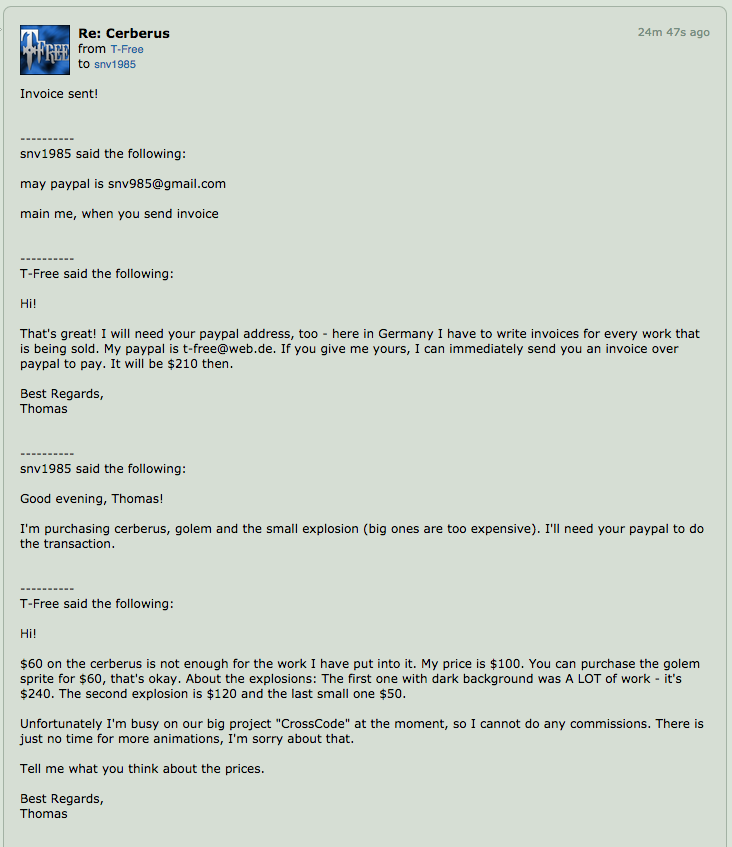 T-FREE
Re: Cerberus
24m 47s ago
from T-Free
to snv1985
Invoice sent!
----------
snv1985 said the following:
may paypal is snv985@gmail.com
main me, when you send invoice
----------
T-Free said the following:
Hi!
That's great! I will need your paypal address, too - here in Germany I have to write invoices for every work that
is being sold. My paypal is t-free@web.de. If you give me yours, I can immediately send you an invoice over
paypal to pay. It will be $210 then.
Best Regards,
Thomas
----------
snv1985 said the following:
Good evening, Thomas!
I'm purchasing cerberus, golem and the small explosion (big ones are too expensive). I'll need your paypal to do
the transaction.
----------
T-Free said the following:
Hi!
$60 on the cerberus is not enough for the work I have put into it. My price is $100. You can purchase the golem
sprite for $60, that's okay. About the explosions: The first one with dark background was A LOT of work - it's
$240. The second explosion is $120 and the last small one $50.
Unfortunately I'm busy on our big project "CrossCode" at the moment, so I cannot do any commissions. There is
just no time for more animations, I'm sorry about that.
Tell me what you think about the prices.
Best Regards,
Thomas